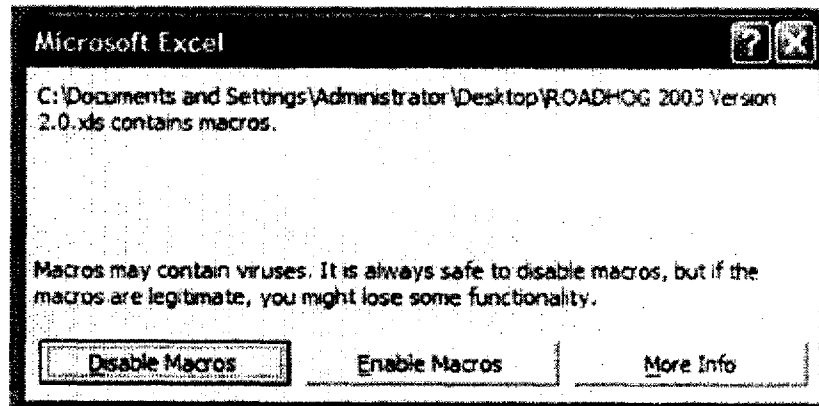 Microsoft Excel
C:\Documents and Settings\Administrator\Desktop\ROADHOG 2003 Version
2.0.xls contains macros.
Macros may contain viruses. It is always safe to disable macros, but if the
macros are legitimate, you might lose some functionality.
Disable Macros Enable Macros More Info